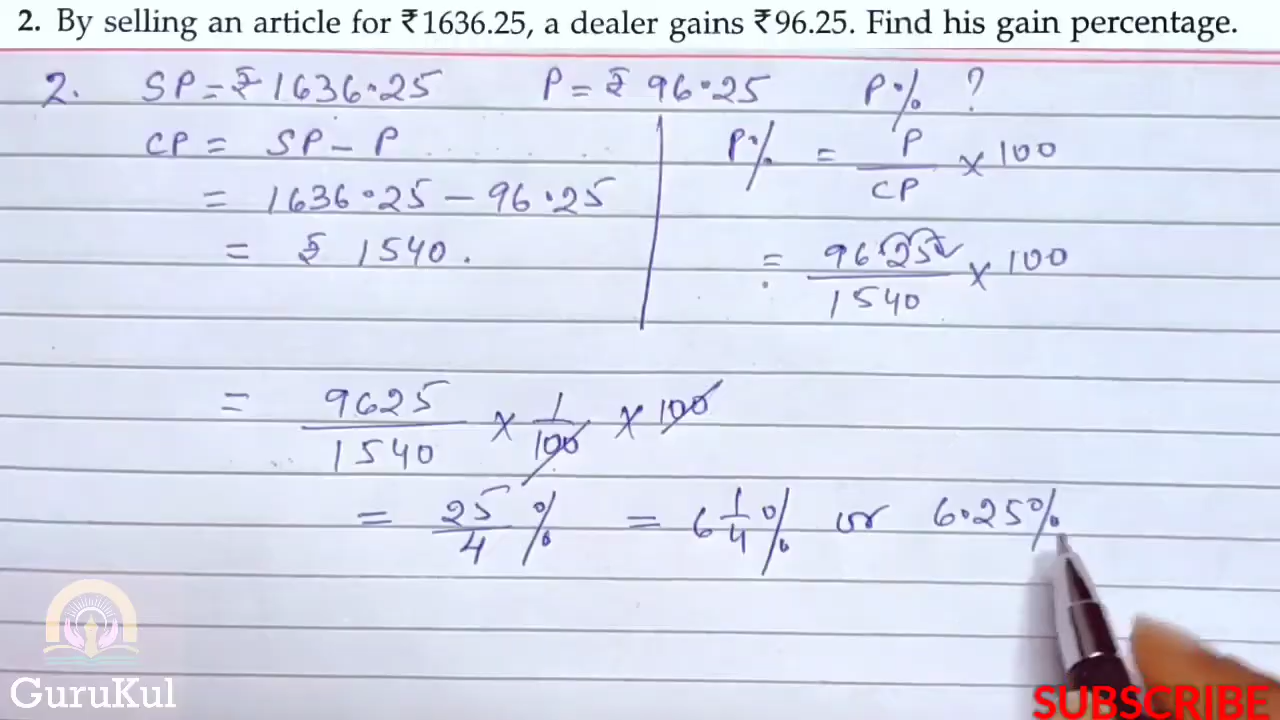 2. By selling an article for ₹1636.25, a dealer gains ₹96.25. Find his gain percentage.
2. SP = ₹ 1636.25 P = ₹ 96.25 P% ?
CP = SP - P
= 1636.25 - 96.25
= ₹ 1540.
P% = P/CP × 100
= 96.25/1540 × 100
= 9625/1540 × 1/100 × 100
= 25/4 % = 6 1/4 % or 6.25%
GuruKul
SUBSCRIBE